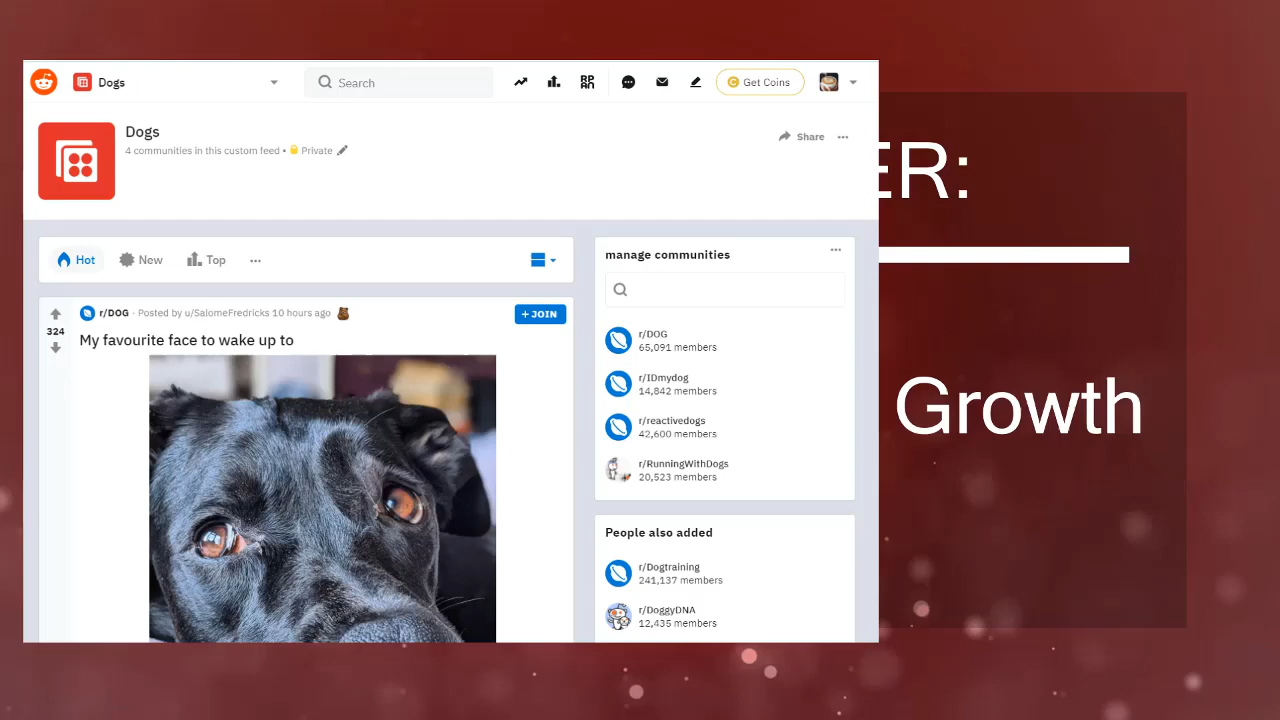 Dogs
Search
RPAN
Get Coins
Dogs
4 communities in this custom feed • Private
Share
Hot
New
Top
manage communities
r/DOG
65,091 members
r/IDmydog
14,842 members
r/reactivedogs
42,600 members
r/RunningWithDogs
20,523 members
r/DOG · Posted by u/SalomeFredricks 10 hours ago
+ JOIN
324
My favourite face to wake up to
People also added
r/Dogtraining
241,137 members
r/DoggyDNA
12,435 members
ER:
Growth